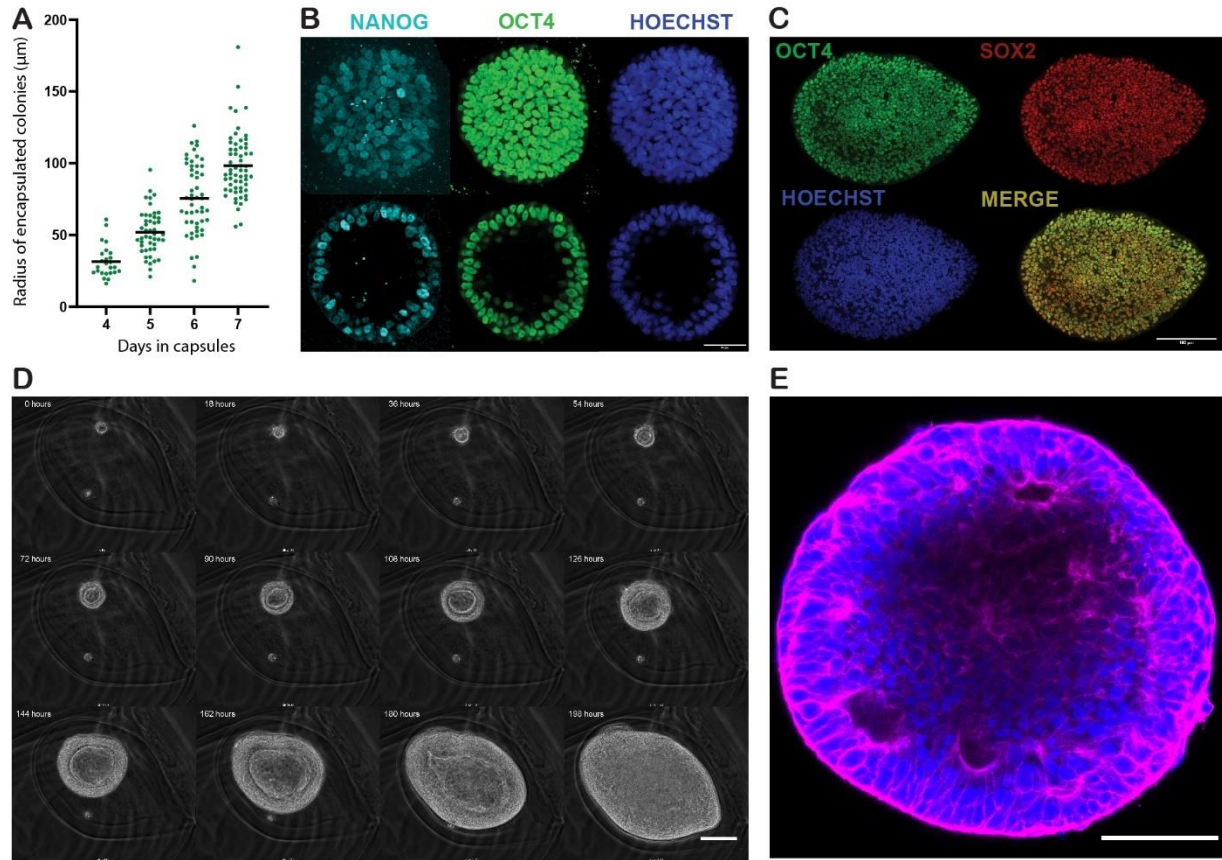 A
Radius of encapsulated colonies (µm)
200
150
100
50
0
4 5 6 7
Days in capsules
B
NANOG OCT4 HOECHST
C
OCT4 SOX2
HOECHST MERGE
D
0 hours 18 hours 36 hours 54 hours
72 hours 90 hours 108 hours 126 hours
144 hours 162 hours 180 hours 198 hours
E